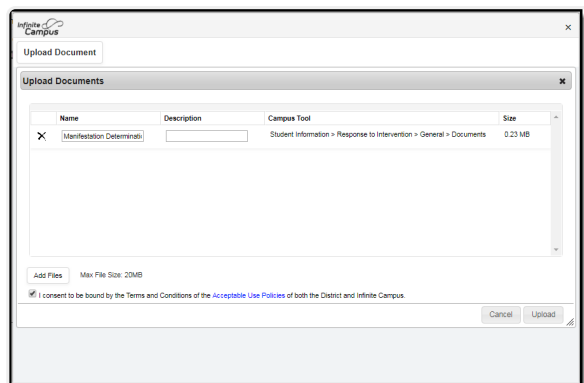 Infinite
Campus
Upload Document
Upload Documents
Name Description Campus Tool Size
Manifestation Determinatio Student Information > Response to Intervention > General > Documents 0.23 MB
Add Files Max File Size: 20MB
I consent to be bound by the Terms and Conditions of the Acceptable Use Policies of both the District and Infinite Campus.
Cancel Upload